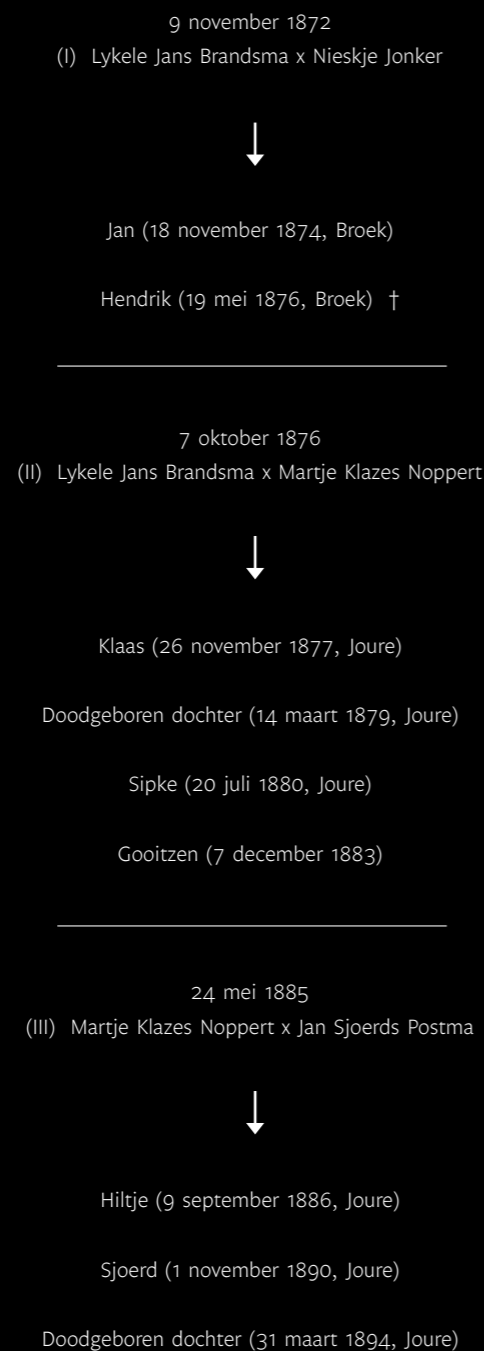 9 november 1872
(I) Lykele Jans Brandsma x Nieskje Jonker
Jan (18 november 1874, Broek)
Hendrik (19 mei 1876, Broek) †
7 oktober 1876
(II) Lykele Jans Brandsma x Martje Klazes Noppert
Klaas (26 november 1877, Joure)
Doodgeboren dochter (14 maart 1879, Joure)
Sipke (20 juli 1880, Joure)
Gooitzen (7 december 1883)
24 mei 1885
(III) Martje Klazes Noppert x Jan Sjoerds Postma
Hiltje (9 september 1886, Joure)
Sjoerd (1 november 1890, Joure)
Doodgeboren dochter (31 maart 1894, Joure)